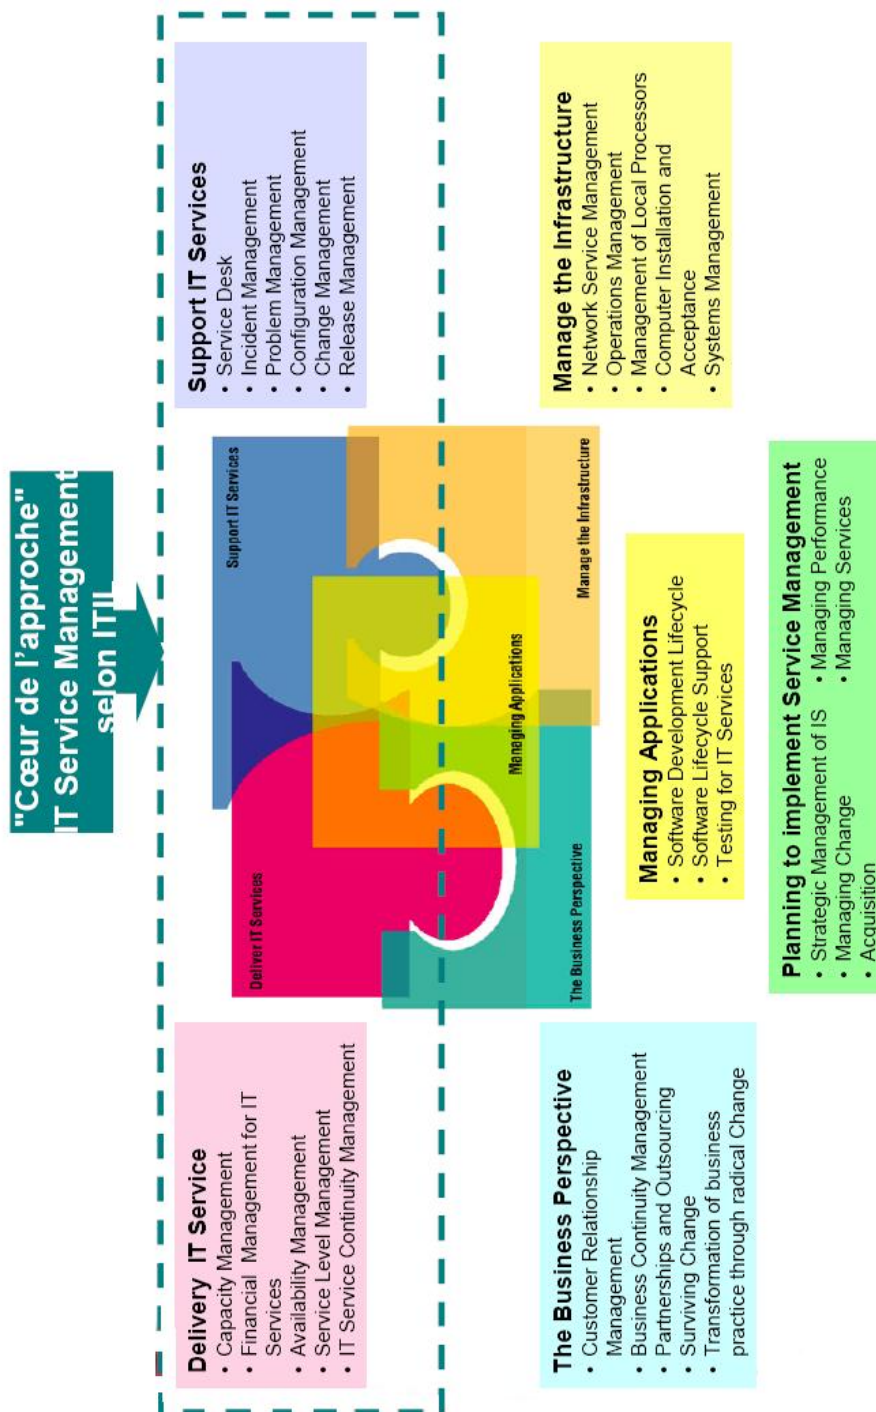 "Cœur de l'approche"
IT Service Management
selon ITIL
Delivery IT Service
• Capacity Management
• Financial Management for IT
Services
• Availability Management
• Service Level Management
• IT Service Continuity Management
Support IT Services
• Service Desk
• Incident Management
• Problem Management
• Configuration Management
• Change Management
• Release Management
Deliver IT Services
Support IT Services
Managing Applications
The Business Perspective
Manage the Infrastructure
The Business Perspective
• Customer Relationship
Management
• Business Continuity Management
• Partnerships and Outsourcing
• Surviving Change
• Transformation of business
practice through radical Change
Managing Applications
• Software Development Lifecycle
• Software Lifecycle Support
• Testing for IT Services
Manage the Infrastructure
• Network Service Management
• Operations Management
• Management of Local Processors
• Computer Installation and
Acceptance
• Systems Management
Planning to implement Service Management
• Strategic Management of IS • Managing Performance
• Managing Change • Managing Services
• Acquisition